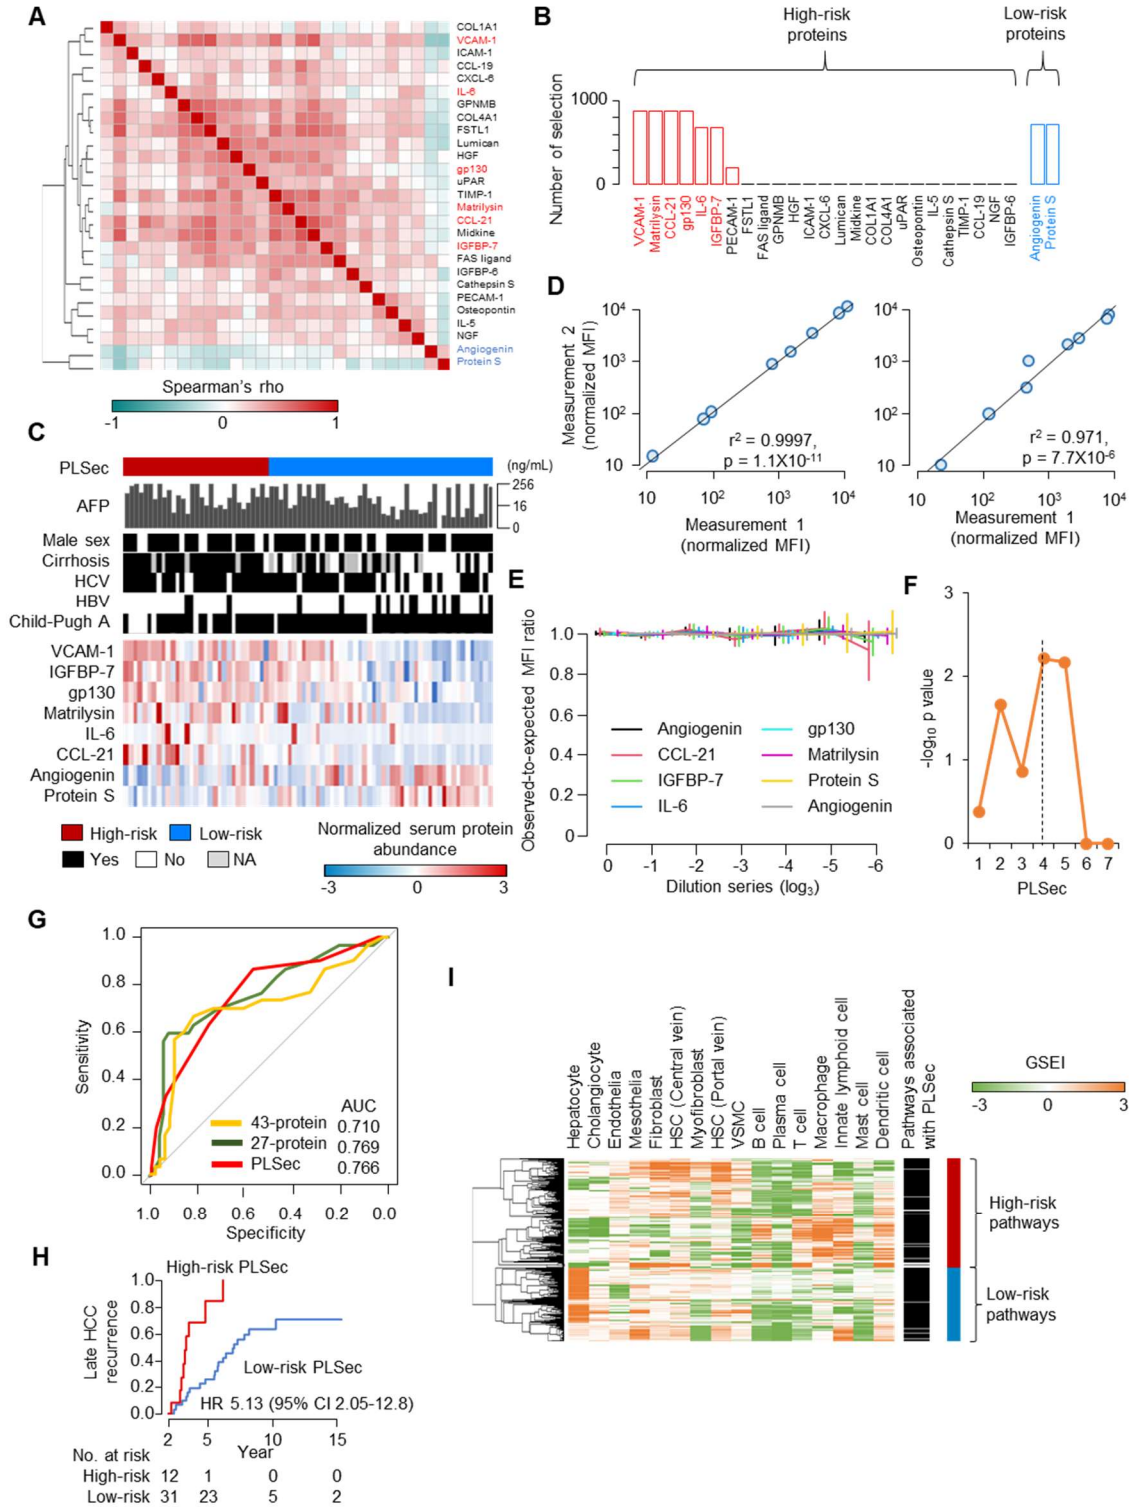 A
COL1A1
VCAM-1
ICAM-1
CCL-19
CXCL-6
IL-6
GPNMB
COL4A1
FSTL1
Lumican
HGF
gp130
uPAR
TIMP-1
Matrilysin
CCL-21
Midkine
IGFBP-7
FAS ligand
IGFBP-6
Cathepsin S
PECAM-1
Osteopontin
IL-5
NGF
Angiogenin
Protein S
Spearman's rho
-1 0 1
B
High-risk
proteins
Low-risk
proteins
Number of selection
1000
0
VCAM-1
Matrilysin
CCL-21
gp130
IL-6
IGFBP-7
PECAM-1
FSTL1
FAS ligand
GPNMB
HGF
ICAM-1
CXCL-6
Lumican
Midkine
COL1A1
COL4A1
uPAR
Osteopontin
IL-5
Cathepsin S
TIMP-1
CCL-19
NGF
IGFBP-6
Angiogenin
Protein S
C
PLSec
(ng/mL)
AFP
256
16
0
Male sex
Cirrhosis
HCV
HBV
Child-Pugh A
VCAM-1
IGFBP-7
gp130
Matrilysin
IL-6
CCL-21
Angiogenin
Protein S
High-risk Low-risk
Yes No NA
Normalized serum protein
abundance
-3 3
D
Measurement 2
(normalized MFI)
10⁴
10³
10²
10
r² = 0.9997,
p = 1.1X10⁻¹¹
10 10² 10³ 10⁴
Measurement 1
(normalized MFI)
10⁴
10³
10²
10
r² = 0.971,
p = 7.7X10⁻⁶
10 10² 10³ 10⁴
Measurement 1
(normalized MFI)
E
Observed-to-expected MFI ratio
1.0
0.8
0.6
0.4
0.2
0
Angiogenin gp130
CCL-21 Matrilysin
IGFBP-7 Protein S
IL-6 Angiogenin
0 -1 -2 -3 -4 -5 -6
Dilution series (log₃)
F
-log₁₀ p value
3
2
1
0
1 2 3 4 5 6 7
PLSec
G
Sensitivity
1.0
0.8
0.6
0.4
0.2
0.0
AUC
43-protein 0.710
27-protein 0.769
PLSec 0.766
1.0 0.8 0.6 0.4 0.2 0.0
Specificity
H
High-risk PLSec
Late HCC
recurrence
1.0
0.8
0.6
0.4
0.2
0.0
Low-risk PLSec
HR 5.13 (95% CI 2.05-12.8)
2 5 10 15
Year
No. at risk
High-risk 12 1 0 0
Low-risk 31 23 5 2
I
Hepatocyte
Cholangiocyte
Endothelia
Mesothelia
Fibroblast
HSC (Central vein)
Myofibroblast
HSC (Portal vein)
VSMC
B cell
Plasma cell
T cell
Macrophage
Innate lymphoid cell
Mast cell
Dendritic cell
Pathways associated
with PLSec
GSEI
-3 0 3
High-risk
pathways
Low-risk
pathways